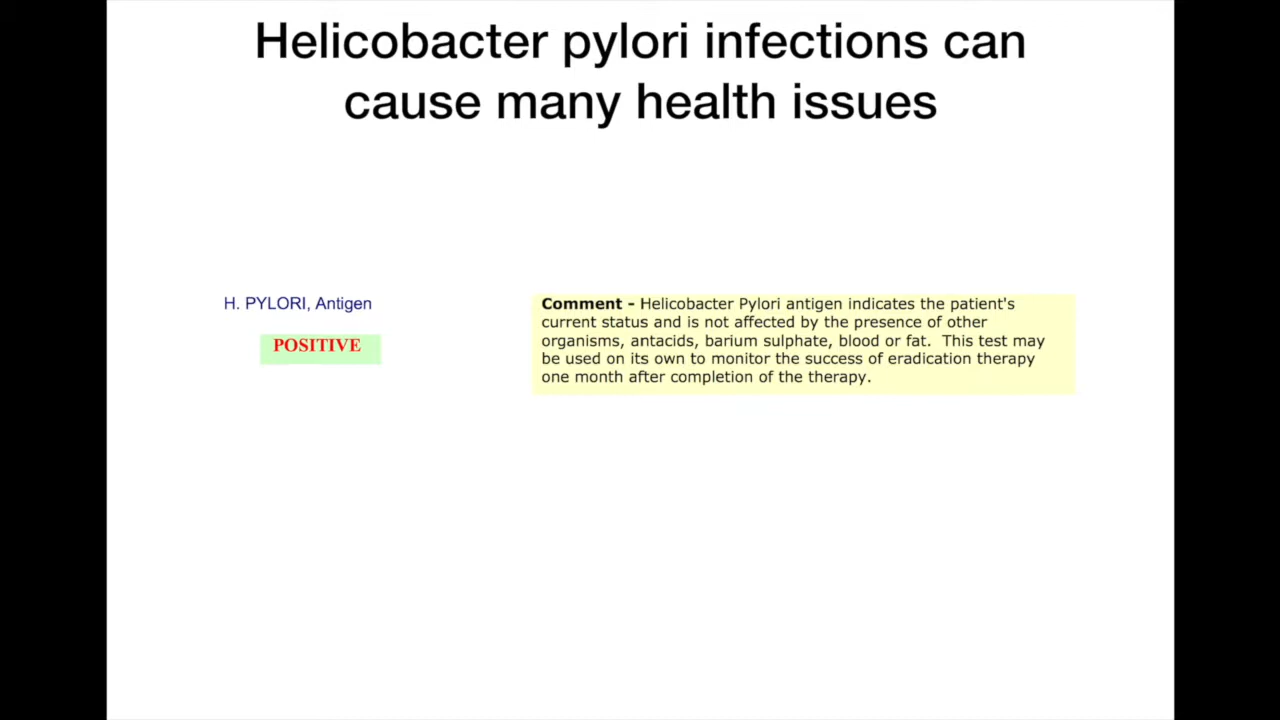 Helicobacter pylori infections can
cause many health issues
H. PYLORI, Antigen
POSITIVE
Comment - Helicobacter Pylori antigen indicates the patient's
current status and is not affected by the presence of other
organisms, antacids, barium sulphate, blood or fat.  This test may
be used on its own to monitor the success of eradication therapy
one month after completion of the therapy.